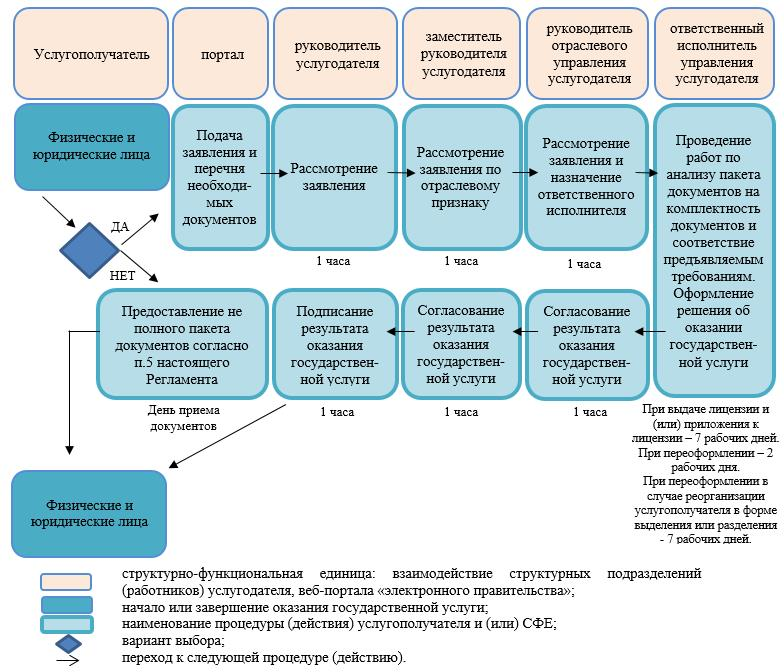 Услугополучатель
портал
руководитель
услугодателя
заместитель
руководителя
услугодателя
руководитель
отраслевого
управления
услугодателя
ответственный
исполнитель
управления
услугодателя
Физические и
юридические лица
Подача
заявления и
перечня
необходи-
мых
документов
Рассмотрение
заявления
Рассмотрение
заявления по
отраслевому
признаку
Рассмотрение
заявления и
назначение
ответственного
исполнителя
Проведение
работ по
анализу пакета
документов на
комплектность
документов и
соответствие
предъявляемым
требованиям.
Оформление
решения об
оказании
государствен-
ной услуги
ДА
НЕТ
1 часа
1 часа
1 часа
Предоставление не
полного пакета
документов согласно
п.5 настоящего
Регламента
Подписание
результата
оказания
государствен-
ной услуги
Согласование
результата
оказания
государствен-
ной услуги
Согласование
результата
оказания
государствен-
ной услуги
День приема
документов
1 часа
1 часа
1 часа
При выдаче лицензии и
(или) приложения к
лицензии – 7 рабочих дней.
При переоформлении – 2
рабочих дня.
При переоформлении в
случае реорганизации
услугополучателя в форме
выделения или разделения
- 7 рабочих дней.
Физические и
юридические лица
структурно-функциональная единица: взаимодействие структурных подразделений
(работников) услугодателя, веб-портала «электронного правительства»;
начало или завершение оказания государственной услуги;
наименование процедуры (действия) услугополучателя и (или) СФЕ;
вариант выбора;
переход к следующей процедуре (действию).